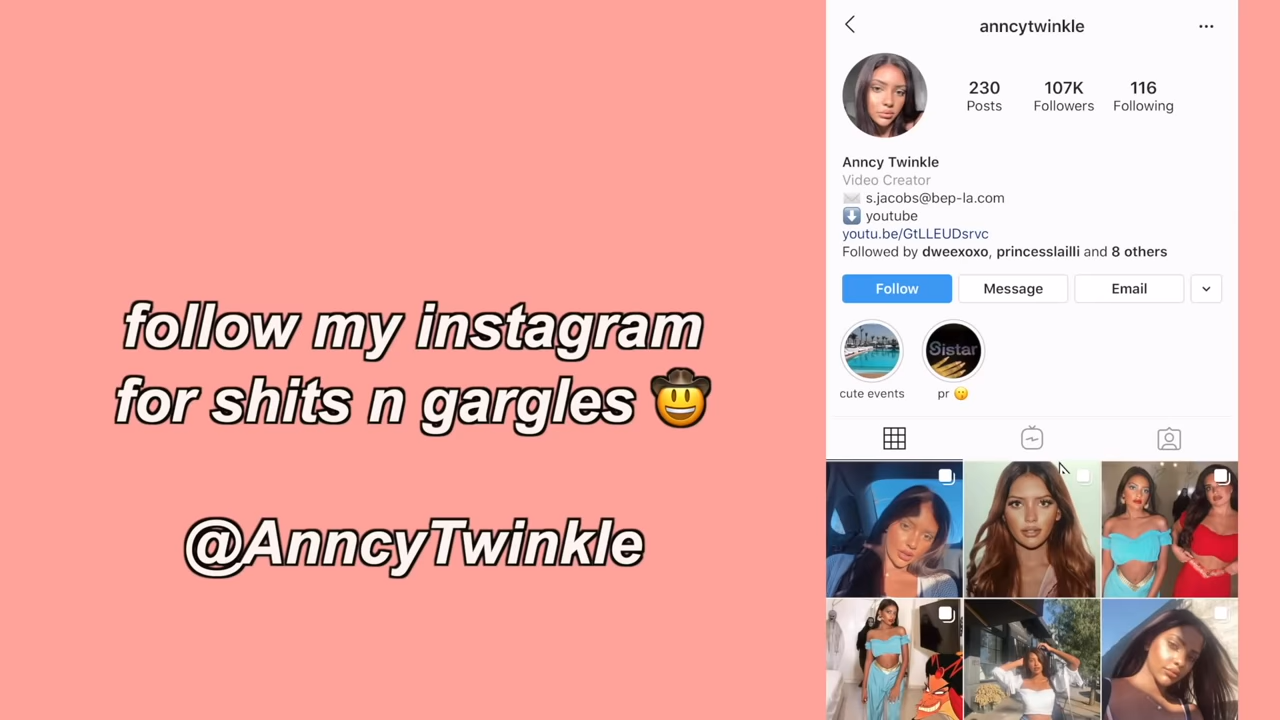 follow my instagram
for shits n gargles 🤠
@AnncyTwinkle
anncytwinkle
230
Posts
107K
Followers
116
Following
Anncy Twinkle
Video Creator
✉️ s.jacobs@bep-la.com
⬇️ youtube
youtu.be/GtLLEUDsrvc
Followed by dweexoxo, princesslailli and 8 others
Follow
Message
Email
Sistar
cute events
pr 😗